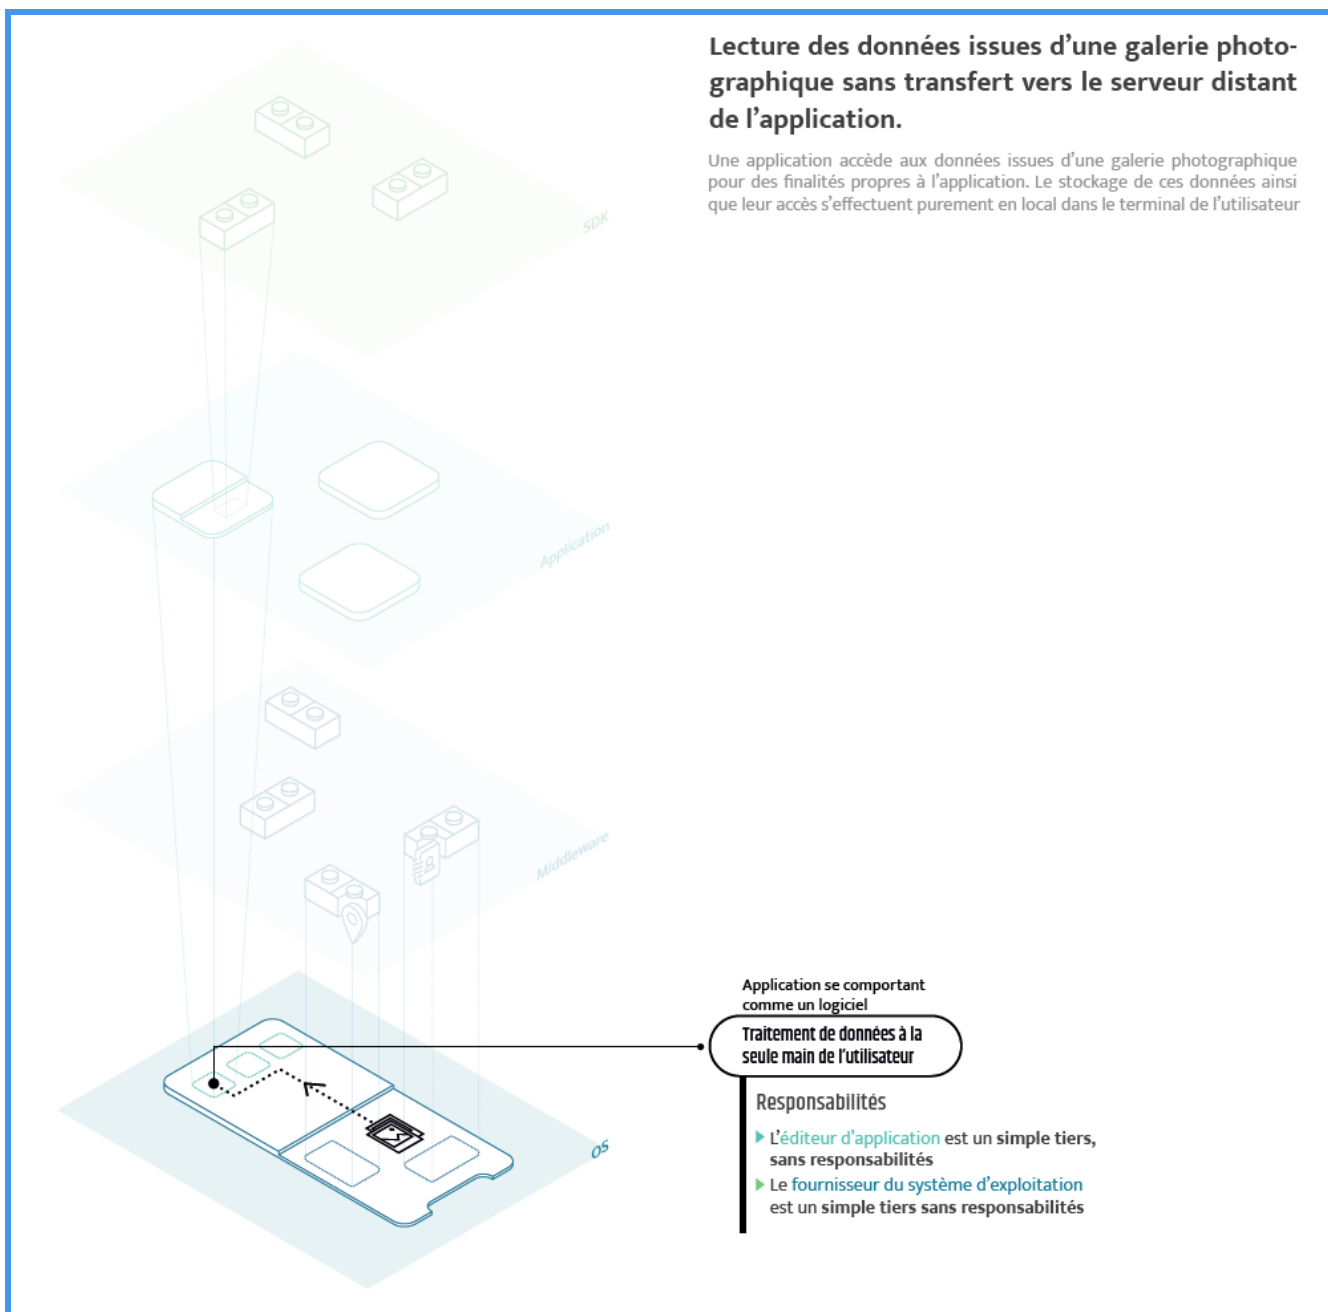 Lecture des données issues d’une galerie photo-
graphique sans transfert vers le serveur distant
de l’application.
Une application accède aux données issues d’une galerie photographique
pour des finalités propres à l’application. Le stockage de ces données ainsi
que leur accès s’effectuent purement en local dans le terminal de l’utilisateur
SDK
Application
Middleware
OS
Application se comportant
comme un logiciel
Traitement de données à la
seule main de l’utilisateur
Responsabilités
L’éditeur d’application est un simple tiers,
sans responsabilités
Le fournisseur du système d’exploitation
est un simple tiers sans responsabilités